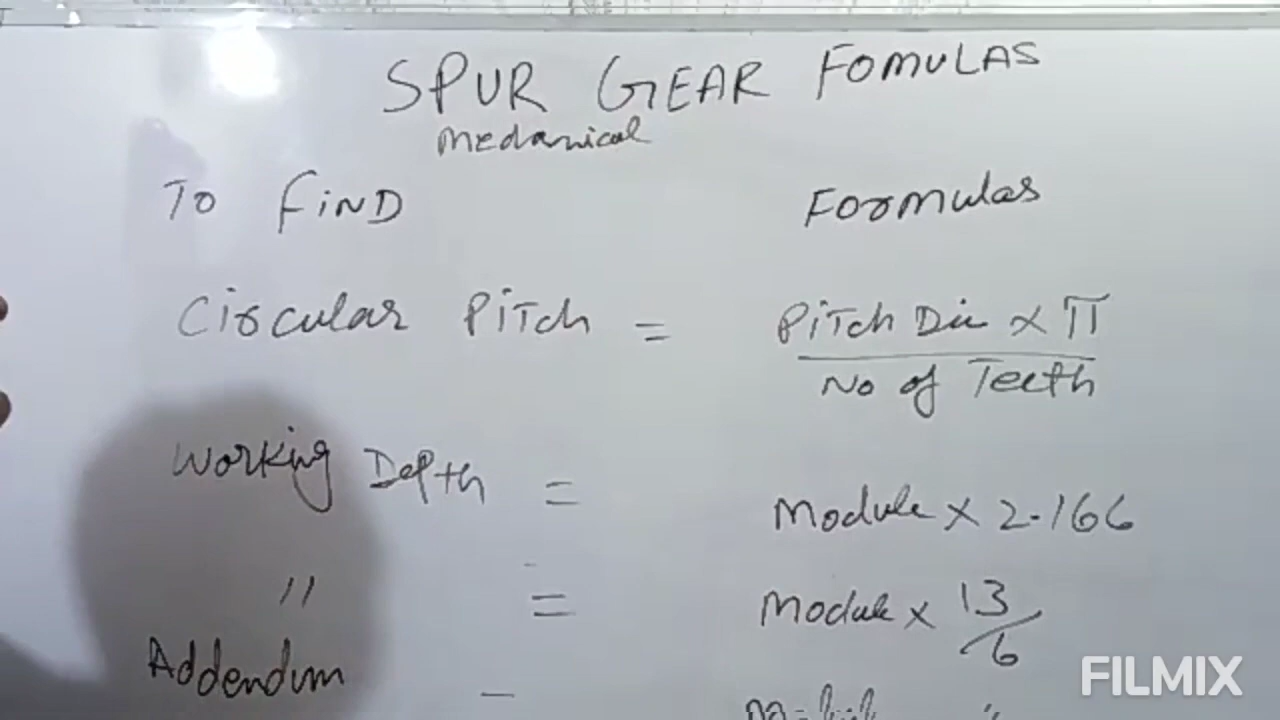 SPUR GEAR FOMULAS
Mechanical
TO FIND Formulas
Circular Pitch = Pitch Dia × π
No of Teeth
Working Depth = Module × 2.166
" = Module × 13/6
Addendum -
FILMIX